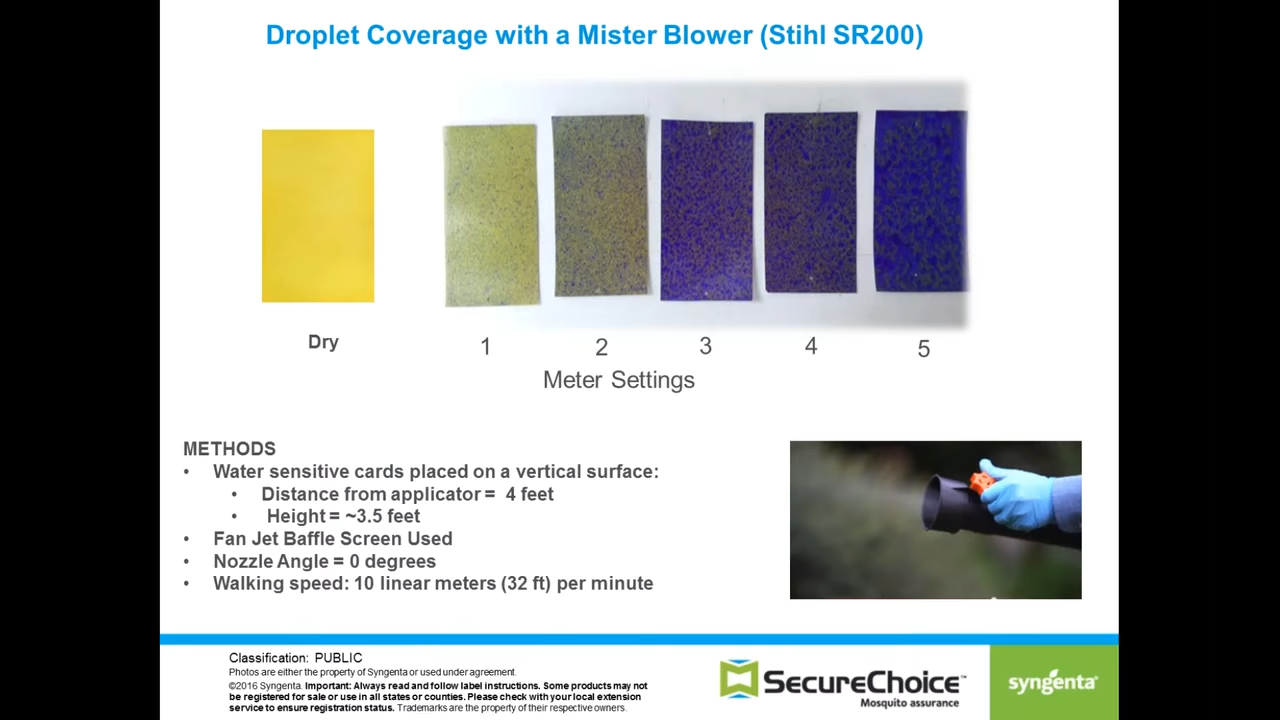 Droplet Coverage with a Mister Blower (Stihl SR200)
Dry
1 2 3 4 5
Meter Settings
METHODS
• Water sensitive cards placed on a vertical surface:
• Distance from applicator = 4 feet
• Height = ~3.5 feet
• Fan Jet Baffle Screen Used
• Nozzle Angle = 0 degrees
• Walking speed: 10 linear meters (32 ft) per minute
Classification: PUBLIC
Photos are either the property of Syngenta or used under agreement.
©2016 Syngenta. Important: Always read and follow label instructions. Some products may not
be registered for sale or use in all states or counties. Please check with your local extension
service to ensure registration status. Trademarks are the property of their respective owners.
SecureChoice™
Mosquito assurance
syngenta®